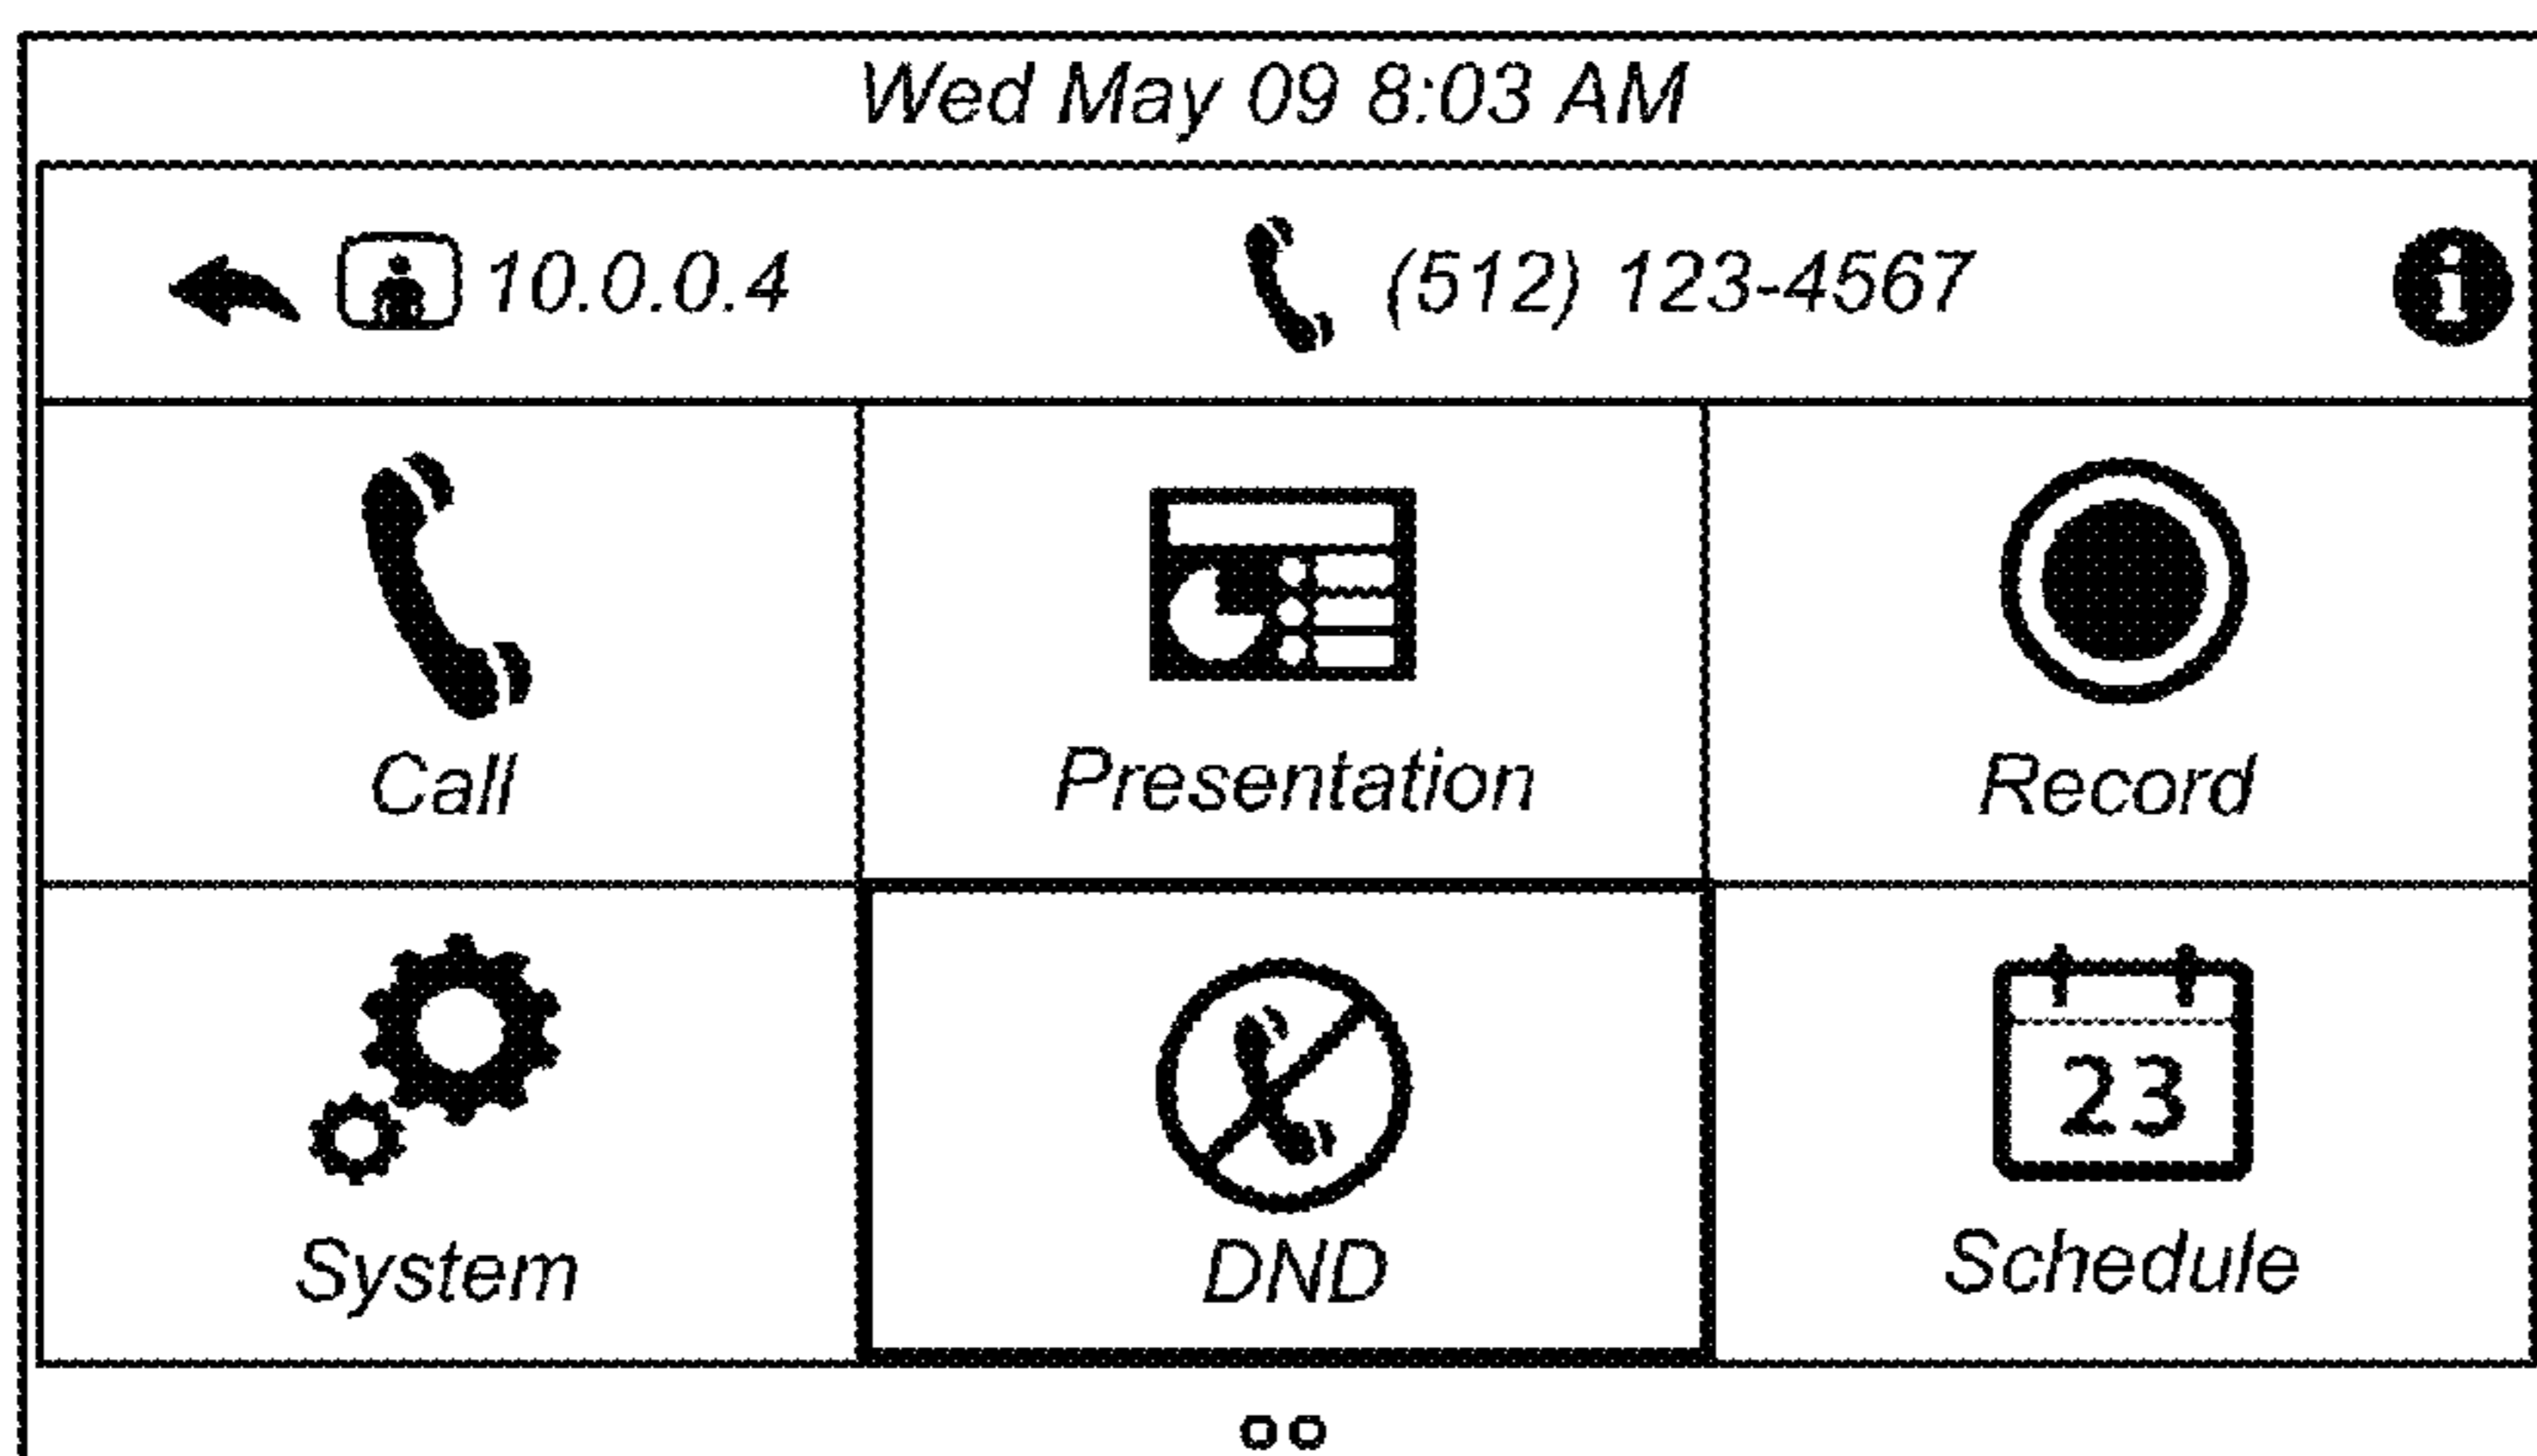 Wed May 09 8:03 AM
10.0.0.4 (512) 123-4567 i
Call Presentation Record
23
System DND Schedule